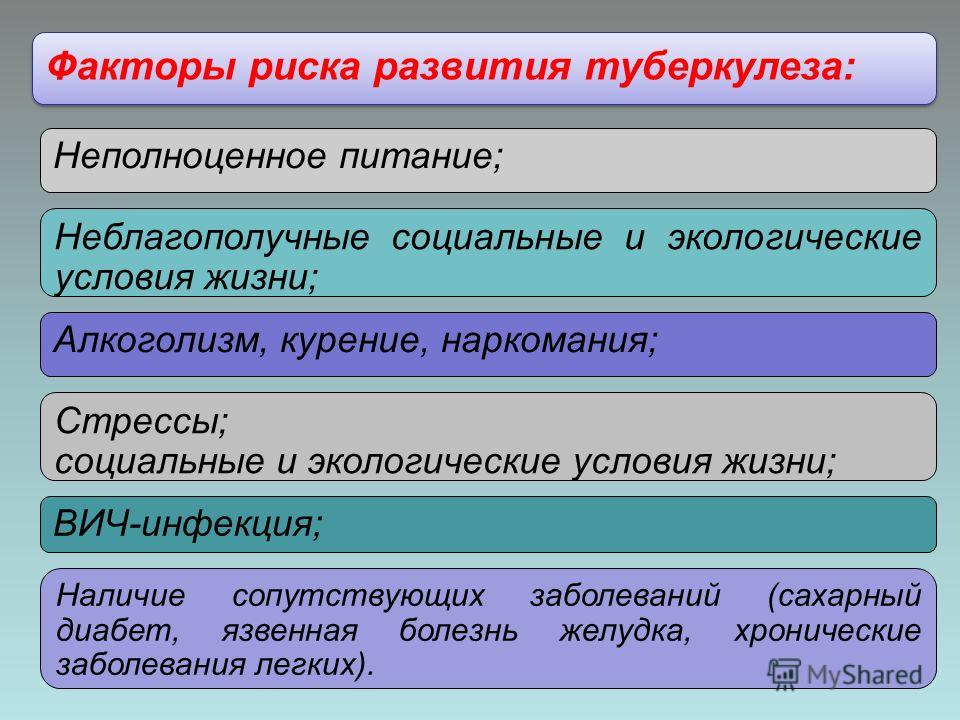 Факторы риска развития туберкулеза:
Неполноценное питание;
Неблагополучные социальные и экологические
условия жизни;
Алкоголизм, курение, наркомания;
Стрессы;
социальные и экологические условия жизни;
ВИЧ-инфекция;
Наличие сопутствующих заболеваний (сахарный
диабет, язвенная болезнь желудка, хронические
заболевания легких).
MyShared